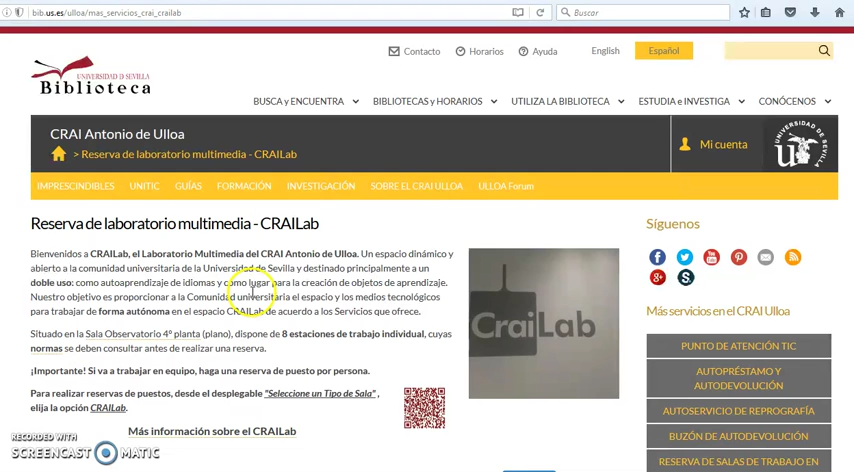 bib.us.es/ulloa/mas_servicios_crai_crailab
Buscar
UNIVERSIDAD DE SEVILLA
Biblioteca
Contacto
Horarios
Ayuda
English
Español
BUSCA y ENCUENTRA
BIBLIOTECAS y HORARIOS
UTILIZA LA BIBLIOTECA
ESTUDIA e INVESTIGA
CONÓCENOS
CRAI Antonio de Ulloa
> Reserva de laboratorio multimedia - CRAILab
Mi cuenta
IMPRESCINDIBLES
UNITIC
GUÍAS
FORMACIÓN
INVESTIGACIÓN
SOBRE EL CRAI ULLOA
ULLOA Forum
Reserva de laboratorio multimedia - CRAILab
Bienvenidos a CRAILab, el Laboratorio Multimedia del CRAI Antonio de Ulloa. Un espacio dinámico y
abierto a la comunidad universitaria de la Universidad de Sevilla y destinado principalmente a un
doble uso: como autoaprendizaje de idiomas y como lugar para la creación de objetos de aprendizaje.
Nuestro objetivo es proporcionar a la Comunidad universitaria el espacio y los medios tecnológicos
para trabajar de forma autónoma en el espacio CRAILab de acuerdo a los Servicios que ofrece.
Situado en la Sala Observatorio 4º planta (plano), dispone de 8 estaciones de trabajo individual, cuyas
normas se deben consultar antes de realizar una reserva.
¡Importante! Si va a trabajar en equipo, haga una reserva de puesto por persona.
Para realizar reservas de puestos, desde el desplegable "Seleccione un Tipo de Sala" ,
elija la opción CRAILab.
Más información sobre el CRAILab
CraiLab
Síguenos
Más servicios en el CRAI Ulloa
PUNTO DE ATENCIÓN TIC
AUTOPRÉSTAMO Y
AUTODEVOLUCIÓN
AUTOSERVICIO DE REPROGRAFÍA
BUZÓN DE AUTODEVOLUCIÓN
RESERVA DE SALAS DE TRABAJO EN
RECORDED WITH
SCREENCAST MATIC